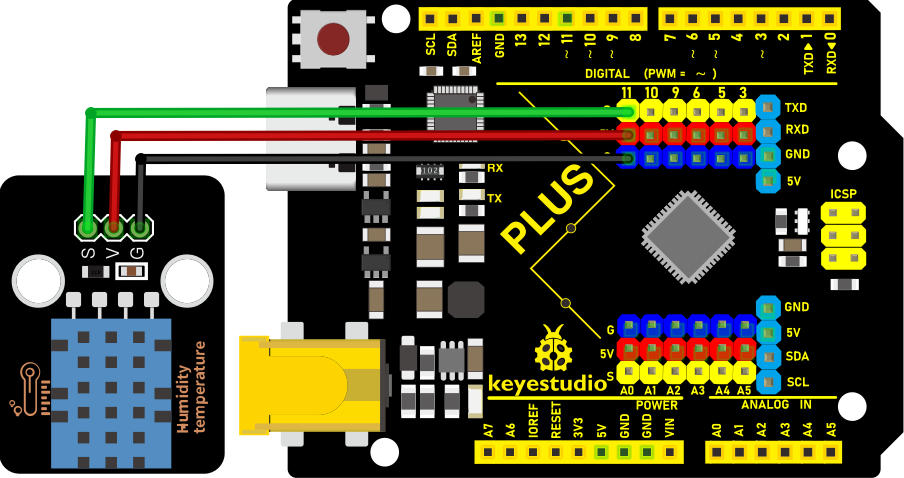 SCL SDA AREF GND 13 12 ~11 ~10 ~9 8 7 ~6 ~5 4 ~3 2 TXD▶1 RXD◀0
DIGITAL (PWM = ~ )
11 10 9 6 5 3
TXD
RXD
GND
5V
RX
TX
102
PLUS
ICSP
S V G
Humidity
temperature
GND
5V
SDA
SCL
G
5V
S
A0 A1 A2 A3 A4 A5
keyestudio
POWER
ANALOG IN
A7 A6 IOREF RESET 3V3 5V GND GND VIN
A0 A1 A2 A3 A4 A5